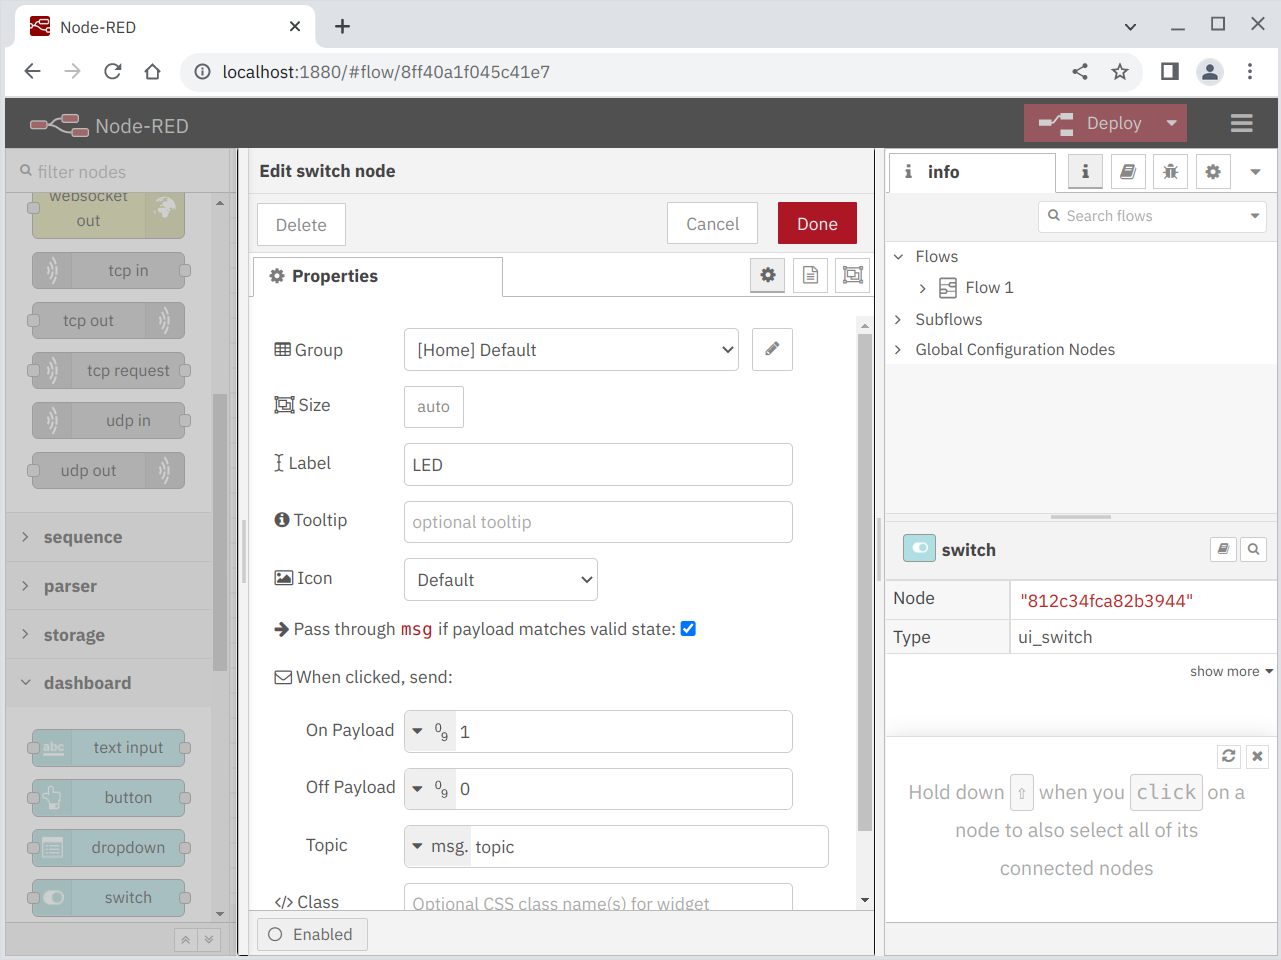 Node-RED
localhost:1880/#flow/8ff40a1f045c41e7
Node-RED
Deploy
filter nodes
websocket
out
tcp in
tcp out
tcp request
udp in
udp out
sequence
parser
storage
dashboard
abc text input
button
dropdown
switch
Edit switch node
Delete
Cancel
Done
Properties
Group
[Home] Default
Size
auto
Label
LED
Tooltip
optional tooltip
Icon
Default
Pass through msg if payload matches valid state:
When clicked, send:
On Payload
09 1
Off Payload
09 0
Topic
msg. topic
</> Class
Optional CSS class name(s) for widget
Enabled
i info
i
Search flows
Flows
Flow 1
Subflows
Global Configuration Nodes
switch
Node
"812c34fca82b3944"
Type
ui_switch
show more
Hold down ⇧ when you click on a
node to also select all of its
connected nodes